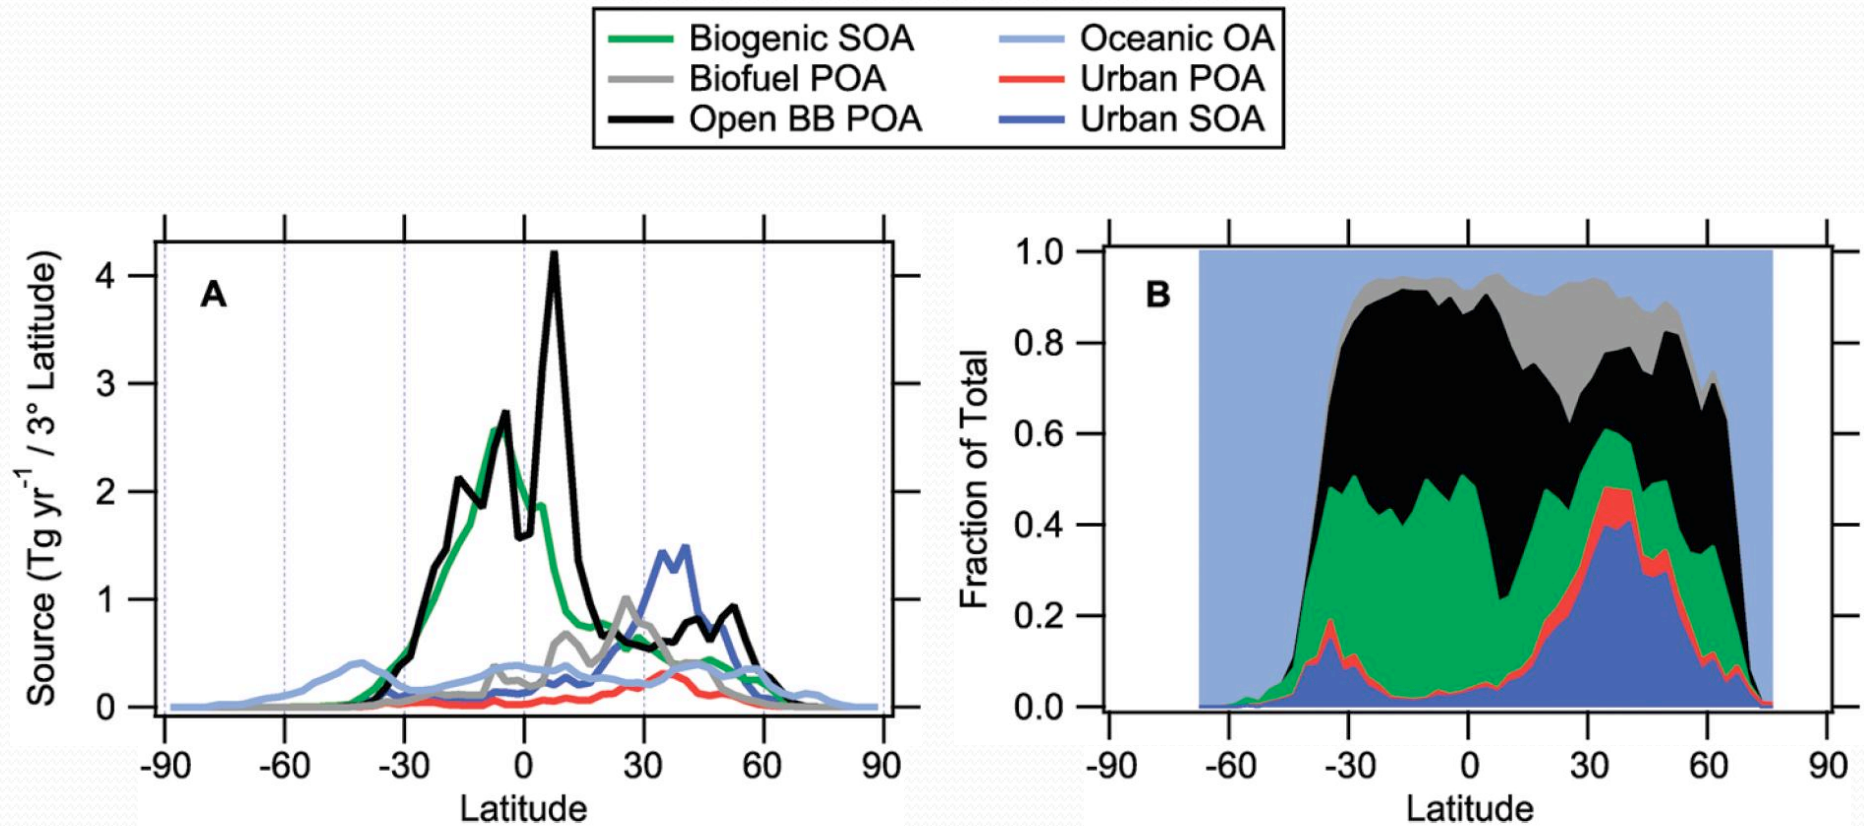 Biogenic SOA
Oceanic OA
Biofuel POA
Urban POA
Open BB POA
Urban SOA
A
Source (Tg yr-1 / 3° Latitude)
4
3
2
1
0
-90 -60 -30 0 30 60 90
Latitude
B
Fraction of Total
1.0
0.8
0.6
0.4
0.2
0.0
-90 -60 -30 0 30 60 90
Latitude